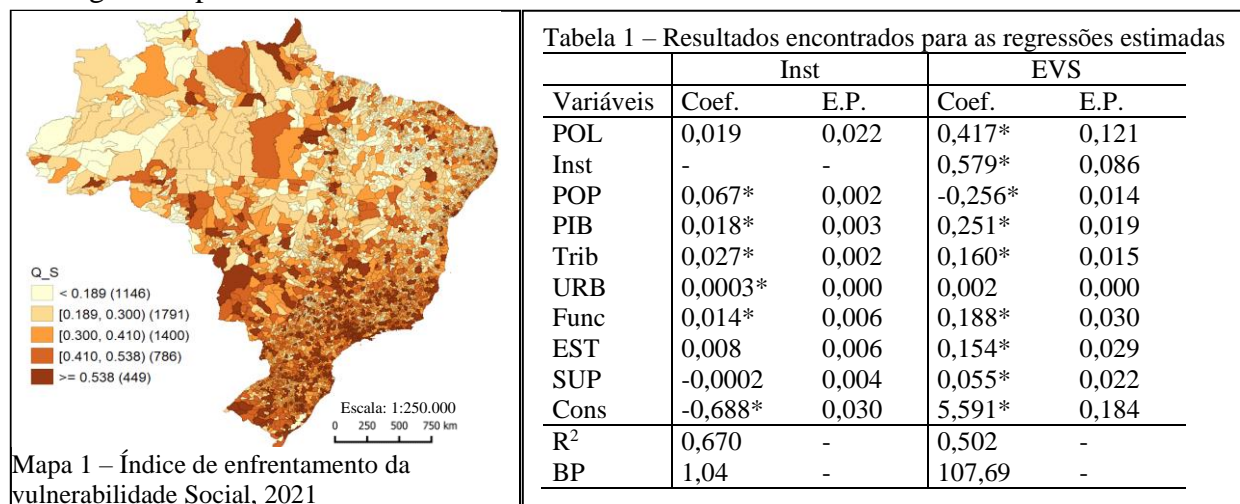 Q_S
< 0.189 (1146)
[0.189, 0.300) (1791)
[0.300, 0.410) (1400)
[0.410, 0.538) (786)
>= 0.538 (449)
Escala: 1:250.000
0 250 500 750 km
Mapa 1 – Índice de enfrentamento da
vulnerabilidade Social, 2021
Tabela 1 – Resultados encontrados para as regressões estimadas
Inst EVS
Variáveis Coef. E.P. Coef. E.P.
POL 0,019 0,022 0,417* 0,121
Inst - - 0,579* 0,086
POP 0,067* 0,002 -0,256* 0,014
PIB 0,018* 0,003 0,251* 0,019
Trib 0,027* 0,002 0,160* 0,015
URB 0,0003* 0,000 0,002 0,000
Func 0,014* 0,006 0,188* 0,030
EST 0,008 0,006 0,154* 0,029
SUP -0,0002 0,004 0,055* 0,022
Cons -0,688* 0,030 5,591* 0,184
R² 0,670 - 0,502 -
BP 1,04 - 107,69 -